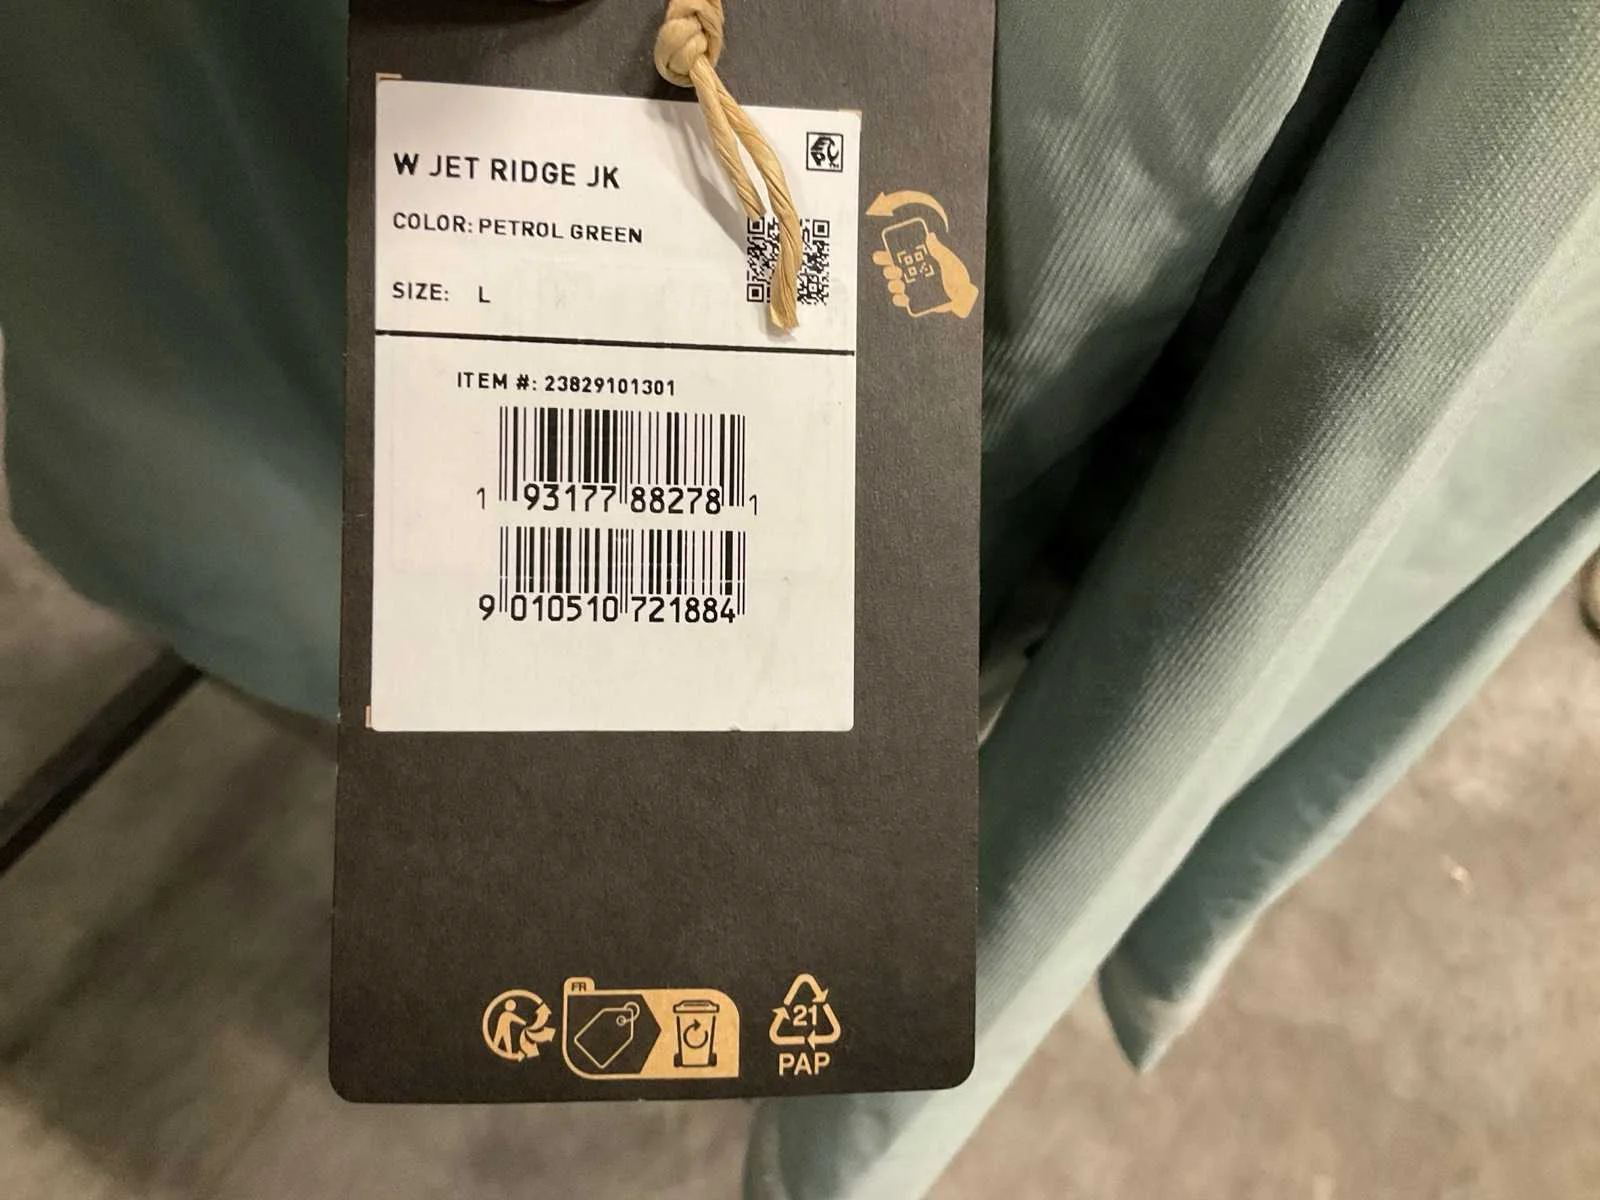 W JET RIDGE JK
COLOR: PETROL GREEN
SIZE: L
ITEM #: 23829101301
1 93177 88278 1
9 010510 721884
FR
21
PAP